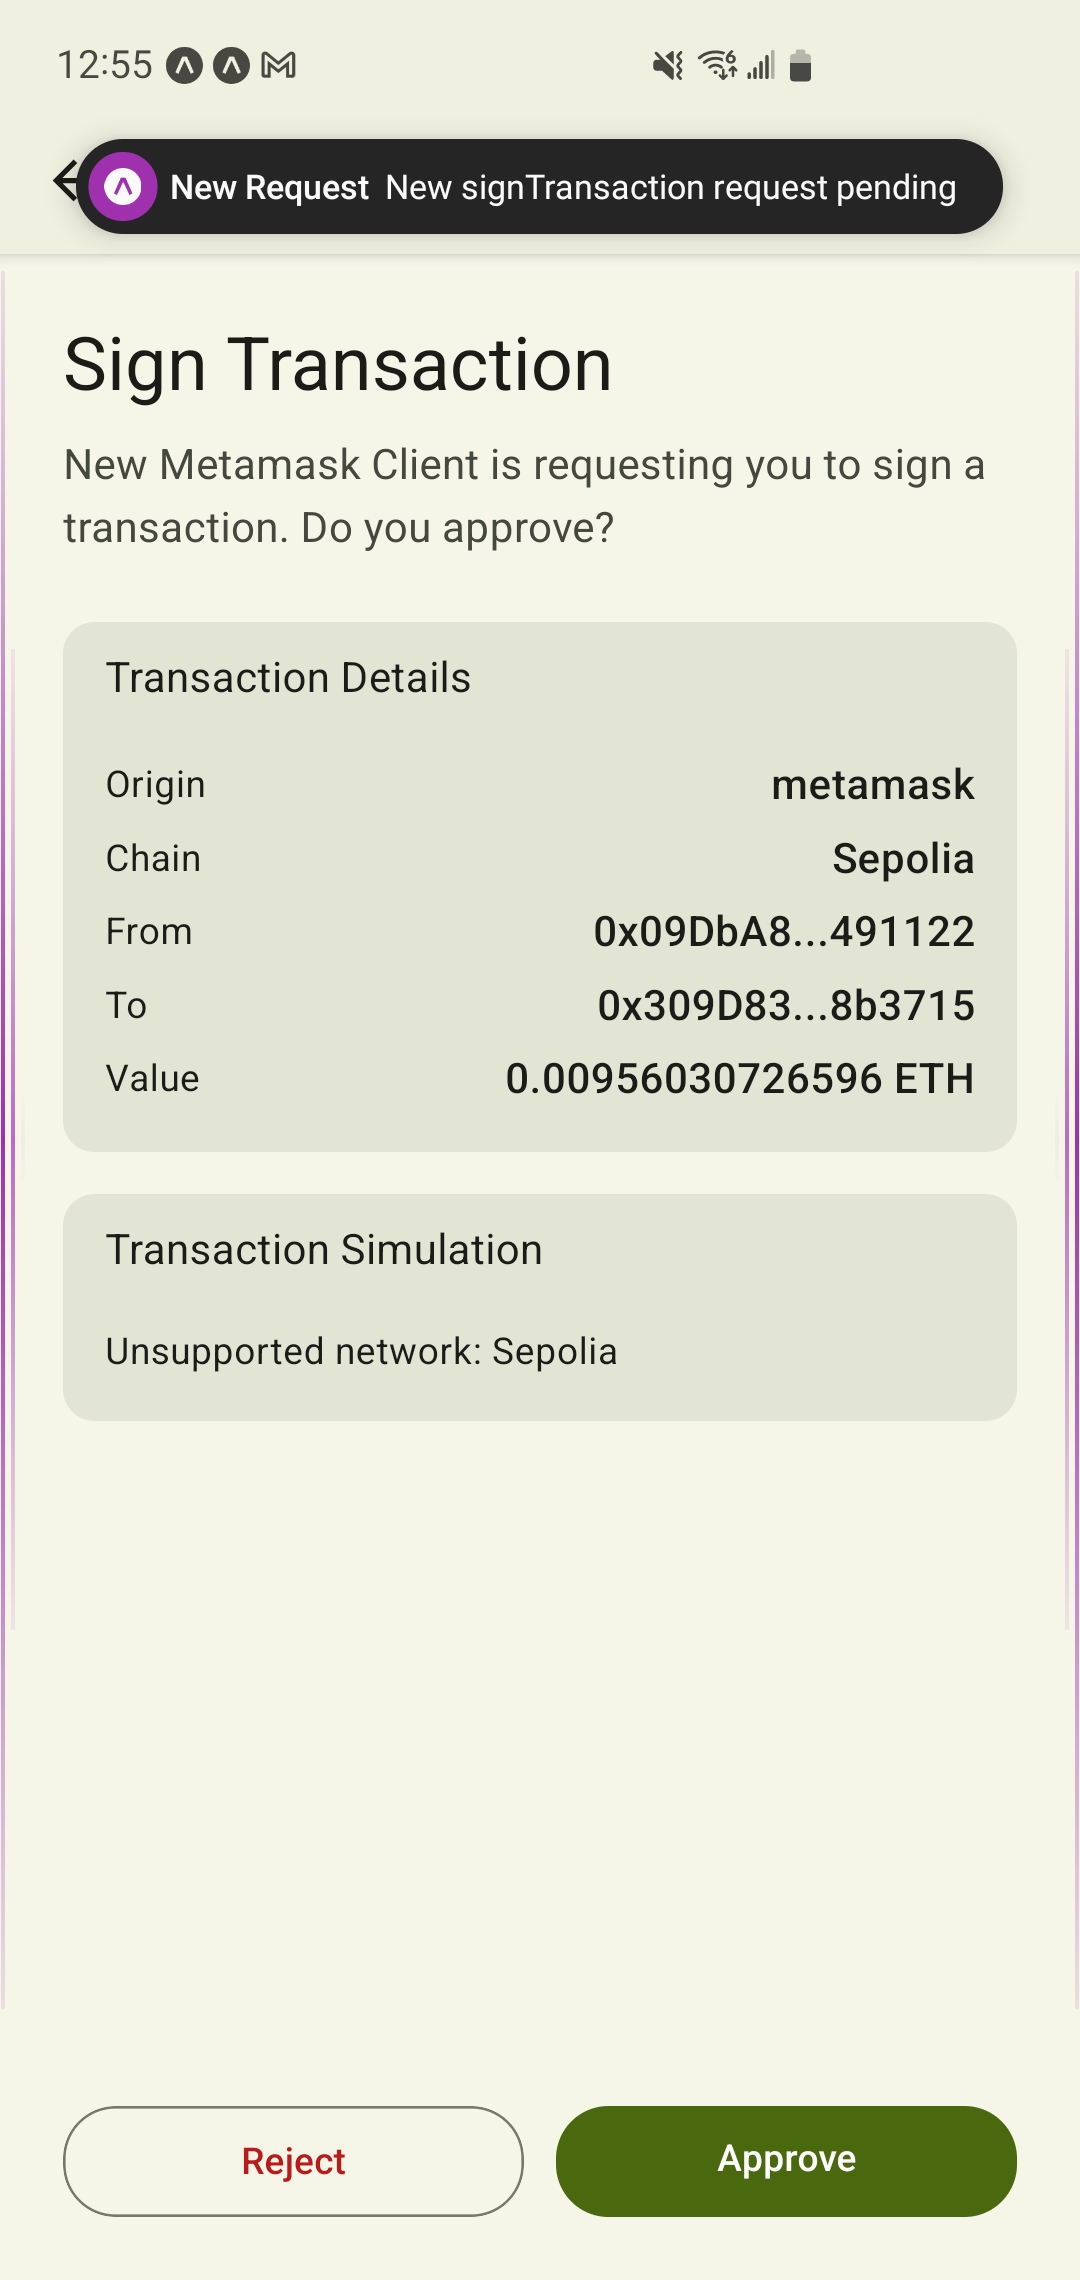 12:55
New Request New signTransaction request pending
Sign Transaction
New Metamask Client is requesting you to sign a
transaction. Do you approve?
Transaction Details
Origin metamask
Chain Sepolia
From 0x09DbA8...491122
To 0x309D83...8b3715
Value 0.00956030726596 ETH
Transaction Simulation
Unsupported network: Sepolia
Reject Approve